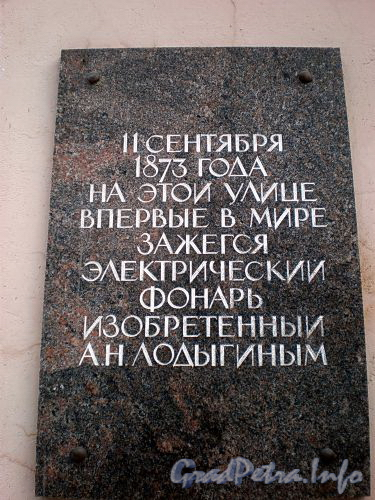 11 СЕНТЯБРЯ
1873 ГОДА
НА ЭТОЙ УЛИЦЕ
ВПЕРВЫЕ В МИРЕ
ЗАЖЕГСЯ
ЭЛЕКТРИЧЕСКИЙ
ФОНАРЬ
ИЗОБРЕТЕННЫЙ
А.Н.ЛОДЫГИНЫМ
GradPetra.Info